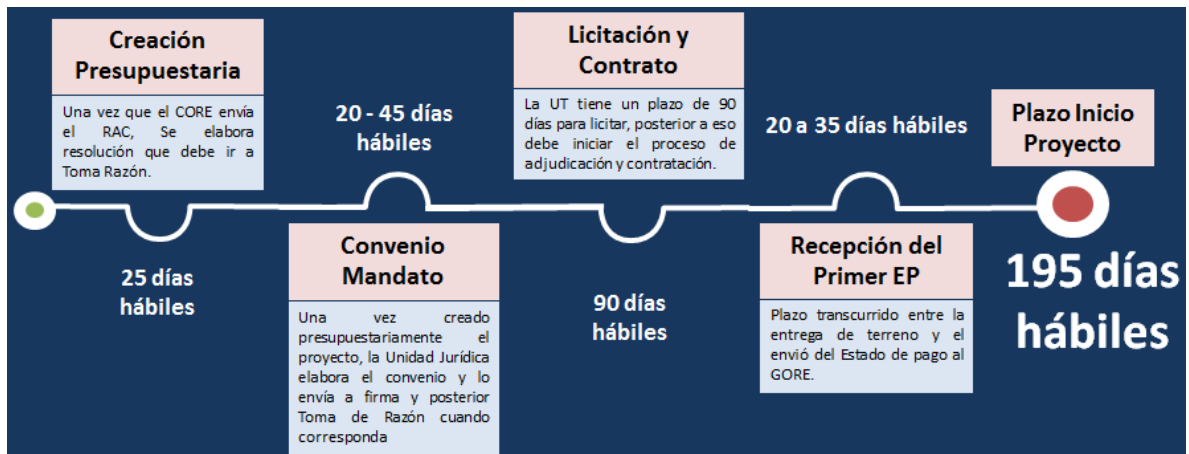 Creación
Presupuestaria
Una vez que el CORE envía
el RAC, Se elabora
resolución que debe ir a
Toma Razón.
25 días
hábiles
20 - 45 días
hábiles
Convenio
Mandato
Una vez creado
presupuestariamente el
proyecto, la Unidad Jurídica
elabora el convenio y lo
envía a firma y posterior
Toma de Razón cuando
corresponda
Licitación y
Contrato
La UT tiene un plazo de 90
días para licitar, posterior a eso
debe iniciar el proceso de
adjudicación y contratación.
90 días
hábiles
20 a 35 días hábiles
Recepción del
Primer EP
Plazo transcurrido entre la
entrega de terreno y el
envió del Estado de pago al
GORE.
Plazo Inicio
Proyecto
195 días
hábiles